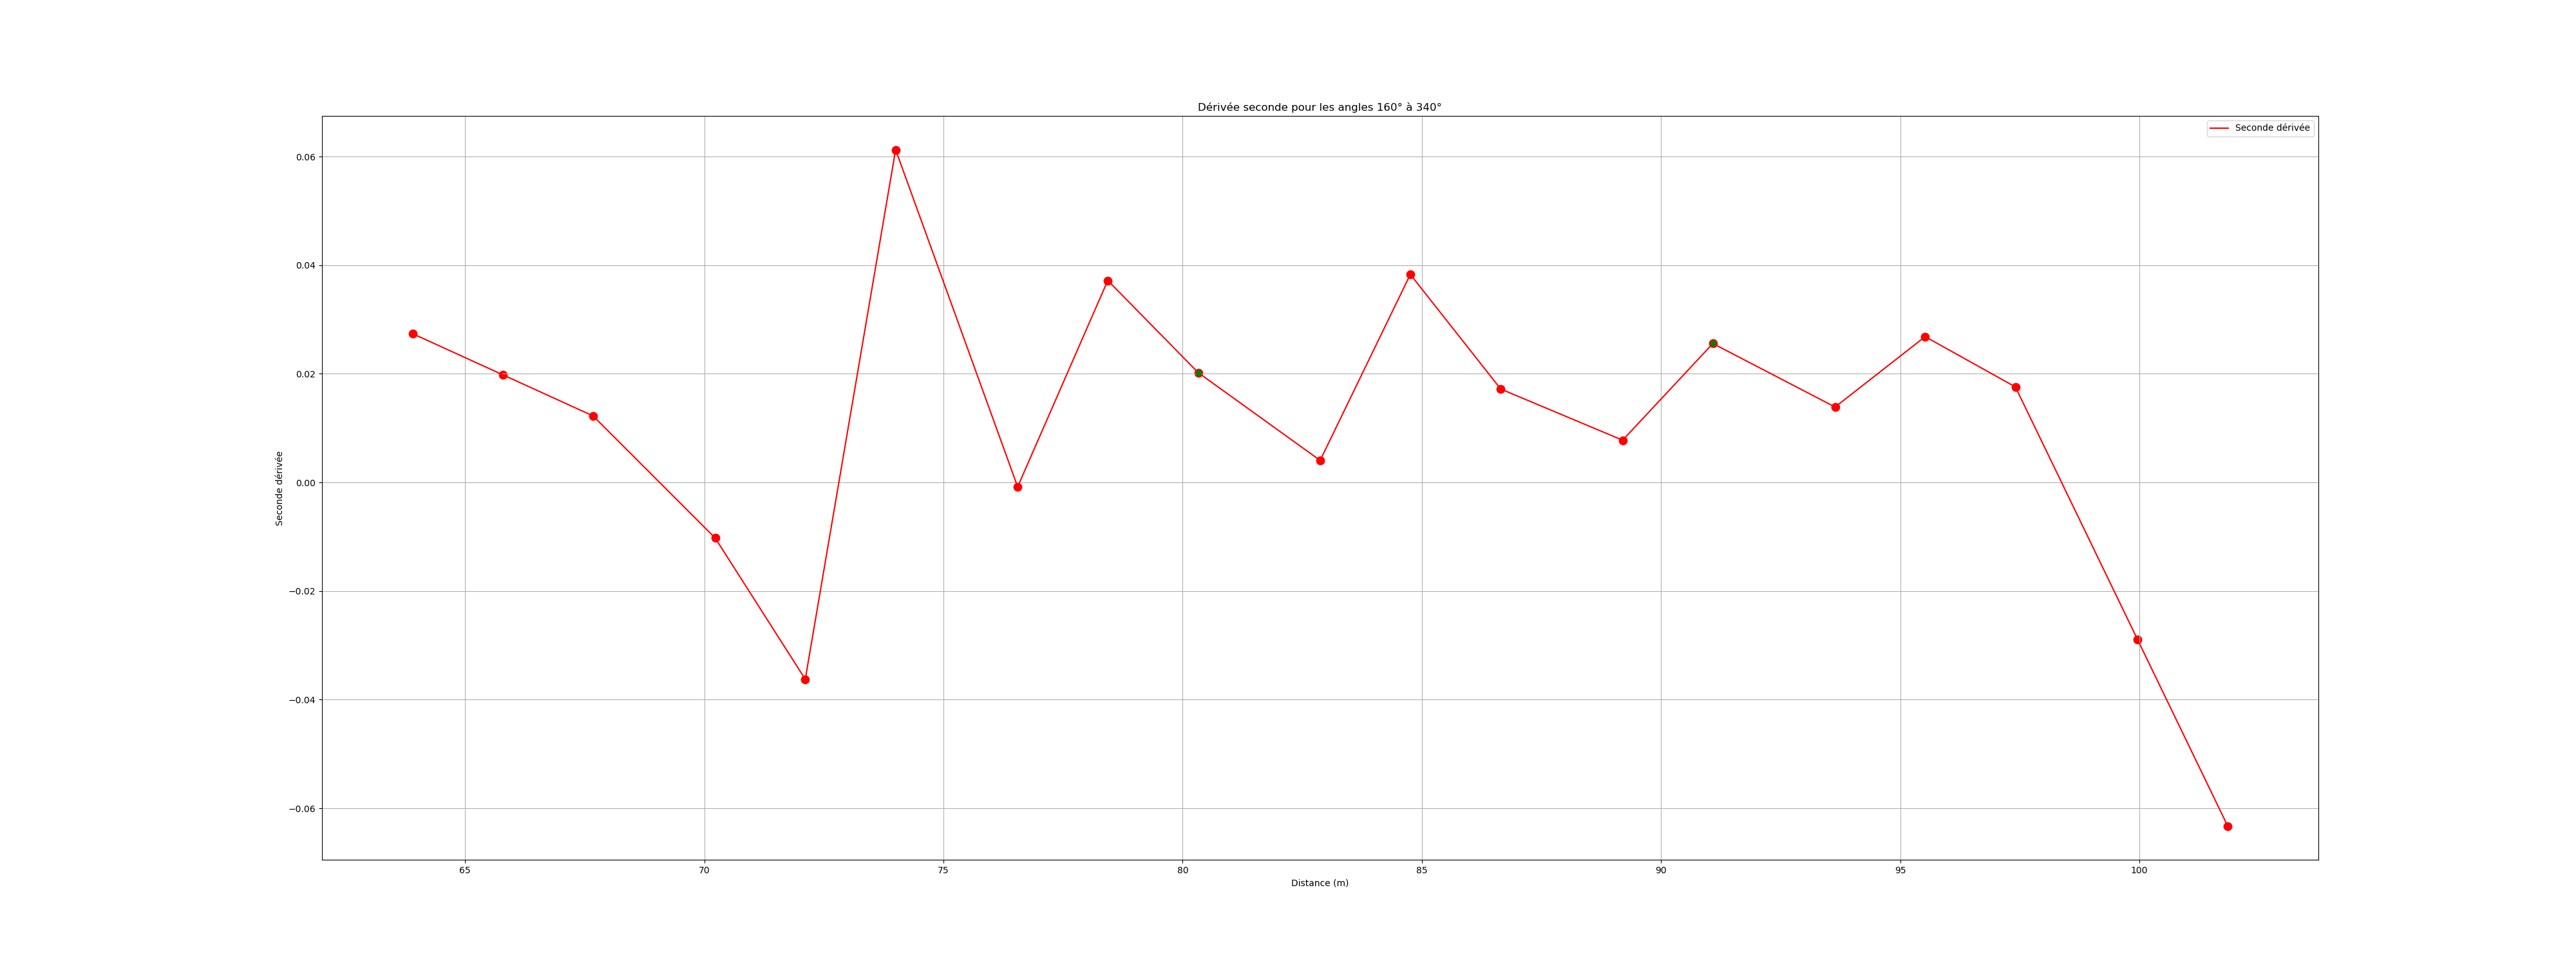 Dérivée seconde pour les angles 160° à 340°
Seconde dérivée
0.06
0.04
0.02
0.00
−0.02
−0.04
−0.06
Seconde dérivée
65 70 75 80 85 90 95 100
Distance (m)